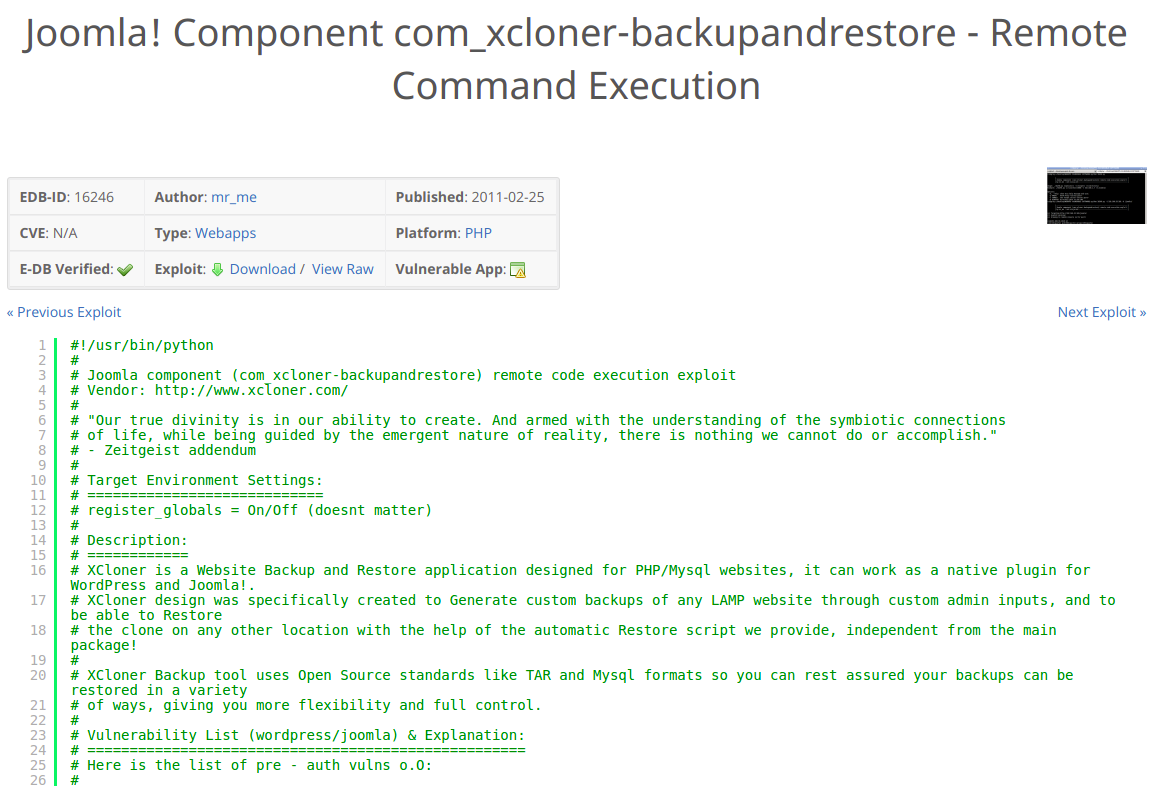 Joomla! Component com_xcloner-backupandrestore - Remote
Command Execution
EDB-ID: 16246 Author: mr_me Published: 2011-02-25
CVE: N/A Type: Webapps Platform: PHP
E-DB Verified: Exploit: Download / View Raw Vulnerable App:
« Previous Exploit Next Exploit »
1 #!/usr/bin/python
2 #
3 # Joomla component (com_xcloner-backupandrestore) remote code execution exploit
4 # Vendor: http://www.xcloner.com/
5 #
6 # "Our true divinity is in our ability to create. And armed with the understanding of the symbiotic connections
7 # of life, while being guided by the emergent nature of reality, there is nothing we cannot do or accomplish."
8 # - Zeitgeist addendum
9 #
10 # Target Environment Settings:
11 # ============================
12 # register_globals = On/Off (doesnt matter)
13 #
14 # Description:
15 # ============
16 # XCloner is a Website Backup and Restore application designed for PHP/Mysql websites, it can work as a native plugin for
WordPress and Joomla!.
17 # XCloner design was specifically created to Generate custom backups of any LAMP website through custom admin inputs, and to
be able to Restore
18 # the clone on any other location with the help of the automatic Restore script we provide, independent from the main
package!
19 #
20 # XCloner Backup tool uses Open Source standards like TAR and Mysql formats so you can rest assured your backups can be
restored in a variety
21 # of ways, giving you more flexibility and full control.
22 #
23 # Vulnerability List (wordpress/joomla) & Explanation:
24 # ====================================================
25 # Here is the list of pre - auth vulns o.O:
26 #